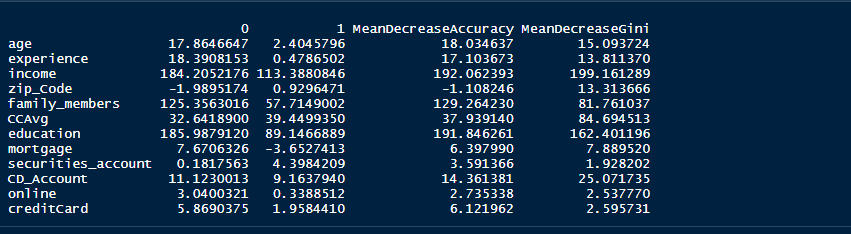 0 1 MeanDecreaseAccuracy MeanDecreaseGini
age 17.8646647 2.4045796 18.034637 15.093724
experience 18.3908153 0.4786502 17.103673 13.811370
income 184.2052176 113.3880846 192.062393 199.161289
zip_Code -1.9895174 0.9296471 -1.108246 13.313666
family_members 125.3563016 57.7149002 129.264230 81.761037
CCAvg 32.6418900 39.4499350 37.939140 84.694513
education 185.9879120 89.1466889 191.846261 162.401196
mortgage 7.6706326 -3.6527413 6.397990 7.889520
securities_account 0.1817563 4.3984209 3.591366 1.928202
CD_Account 11.1230013 9.1637940 14.361381 25.071735
online 3.0400321 0.3388512 2.735338 2.537770
creditCard 5.8690375 1.9584410 6.121962 2.595731